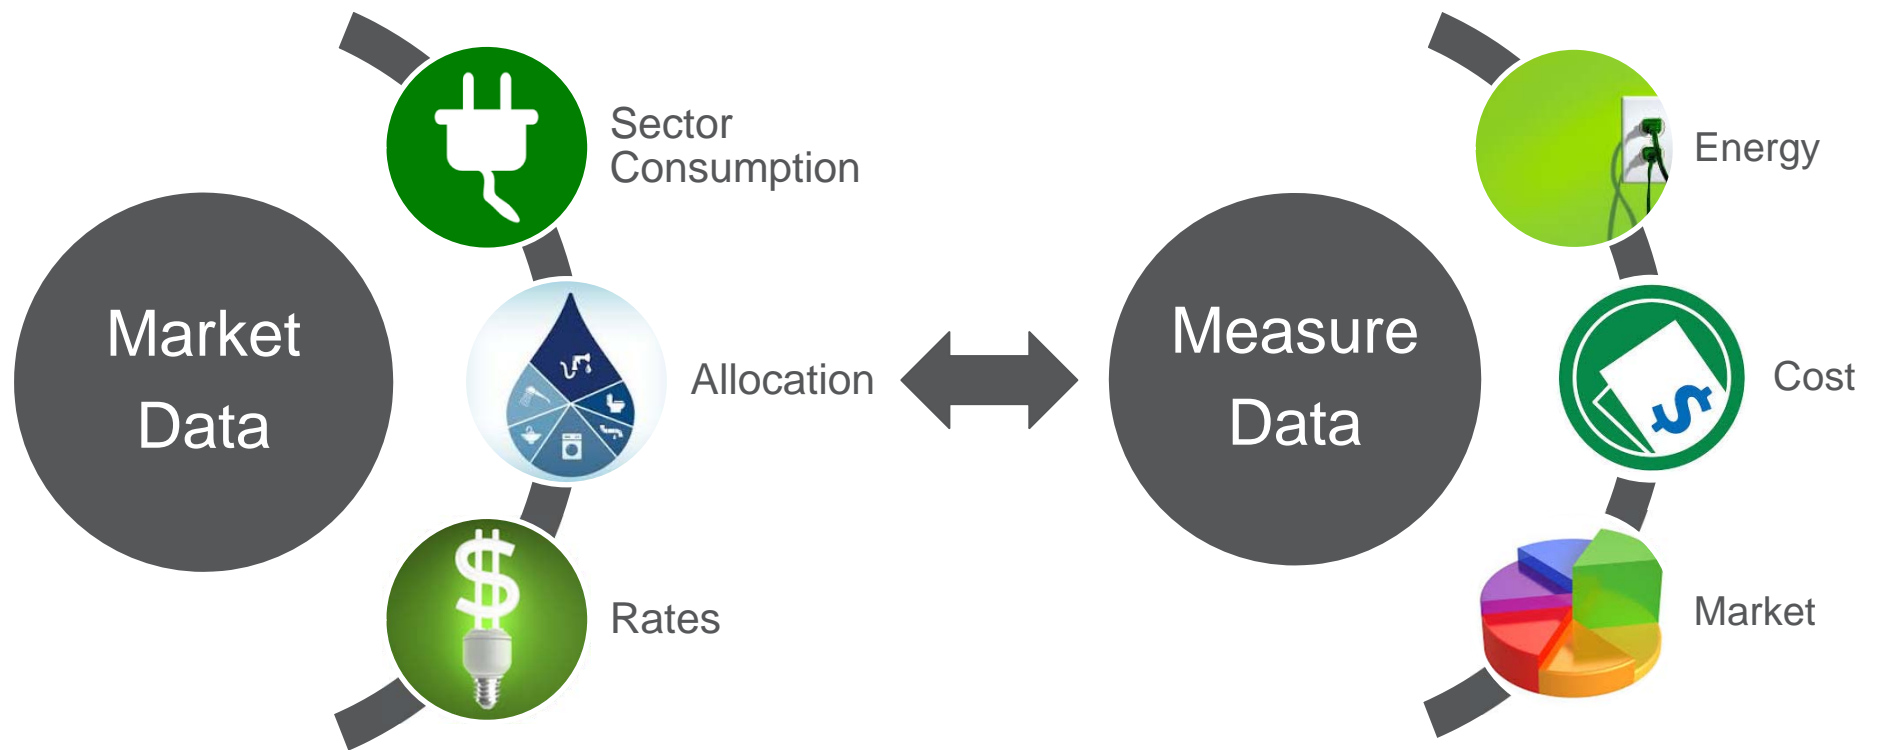 Market
Data
Sector
Consumption
Allocation
Rates
Measure
Data
Energy
Cost
Market